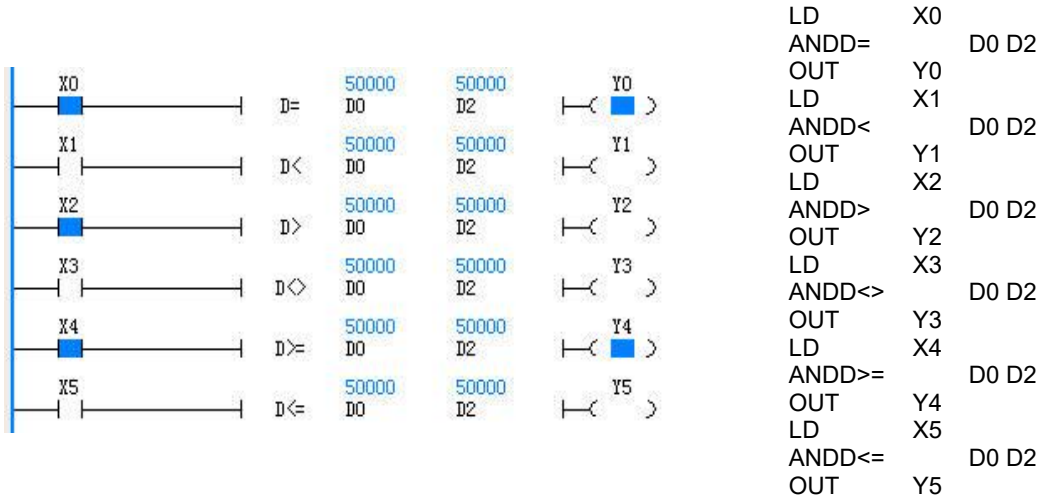 X0 50000 50000 Y0
D= D0 D2
X1 50000 50000 Y1
D< D0 D2
X2 50000 50000 Y2
D> D0 D2
X3 50000 50000 Y3
D<> D0 D2
X4 50000 50000 Y4
D>= D0 D2
X5 50000 50000 Y5
D<= D0 D2
LD X0
ANDD= D0 D2
OUT Y0
LD X1
ANDD< D0 D2
OUT Y1
LD X2
ANDD> D0 D2
OUT Y2
LD X3
ANDD<> D0 D2
OUT Y3
LD X4
ANDD>= D0 D2
OUT Y4
LD X5
ANDD<= D0 D2
OUT Y5